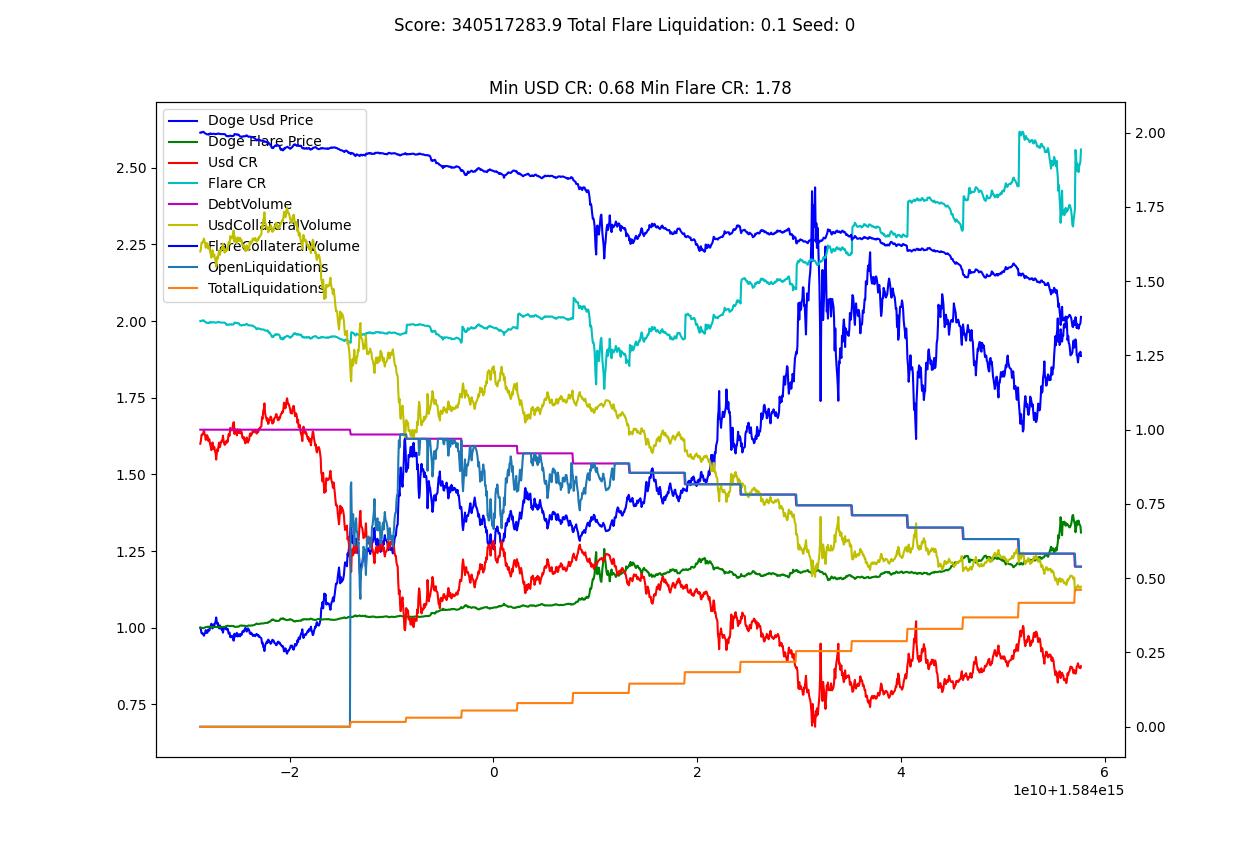 Score: 340517283.9 Total Flare Liquidation: 0.1 Seed: 0
Min USD CR: 0.68 Min Flare CR: 1.78
Doge Usd Price
Doge Flare Price
Usd CR
Flare CR
DebtVolume
UsdCollateralVolume
FlareCollateralVolume
OpenLiquidations
TotalLiquidations
2.50
2.25
2.00
1.75
1.50
1.25
1.00
0.75
2.00
1.75
1.50
1.25
1.00
0.75
0.50
0.25
0.00
−2 0 2 4 6
1e10+1.584e15